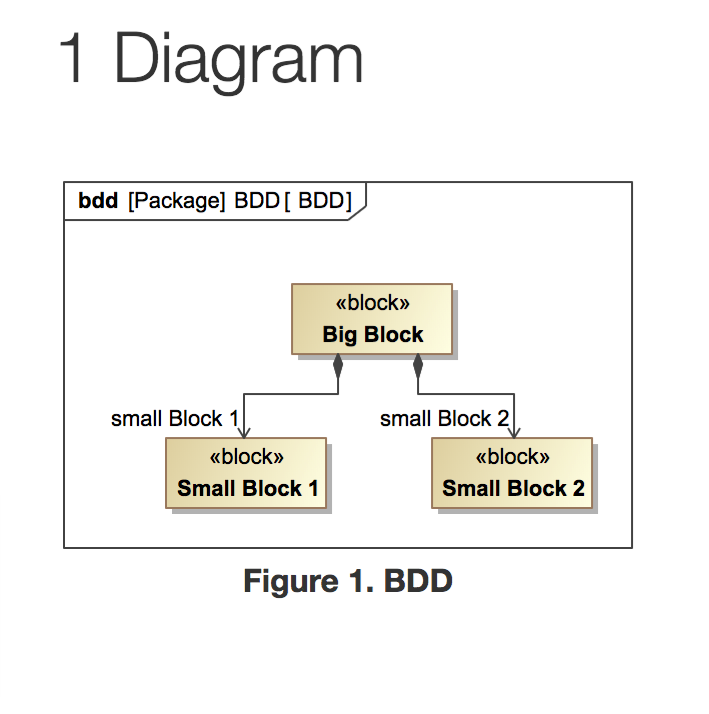 1 Diagram
bdd [Package] BDD [ BDD]
«block»
Big Block
small Block 1
small Block 2
«block»
Small Block 1
«block»
Small Block 2
Figure 1. BDD